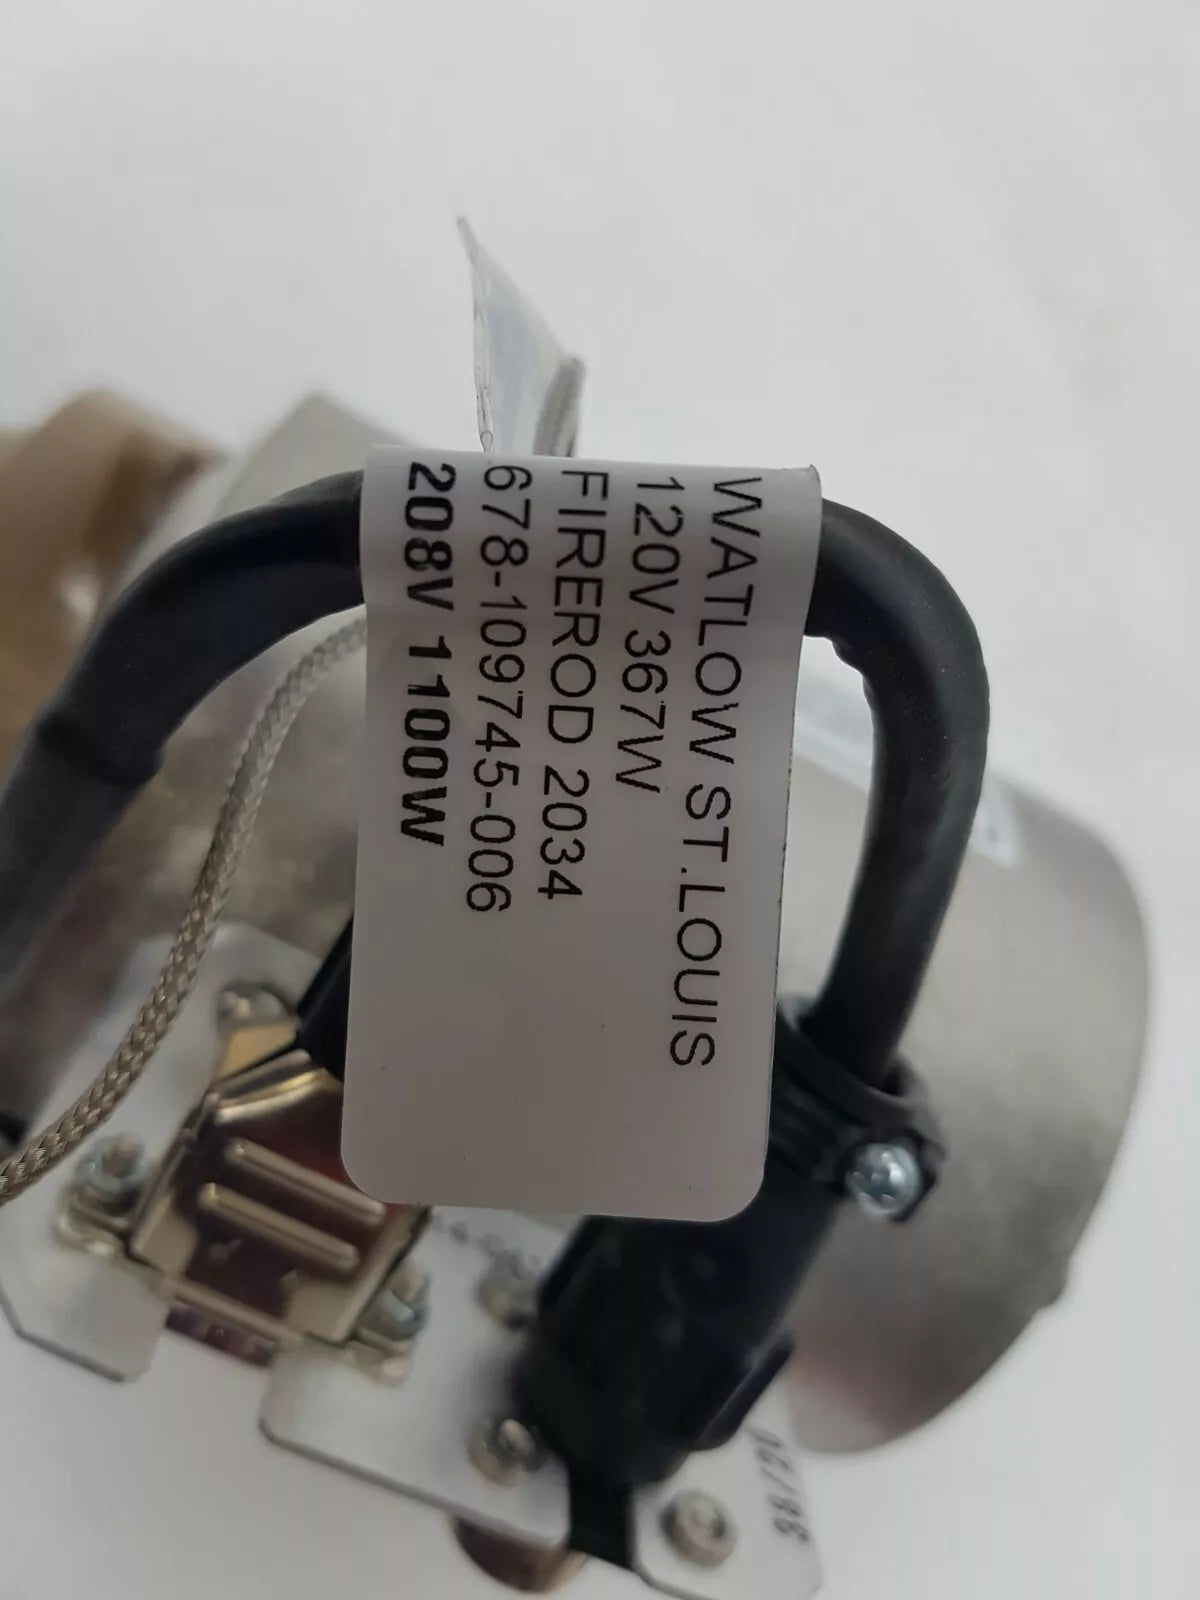 WATLOW ST.LOUIS
120V 367W
FIREROD 2034
678-109745-006
208V 1100W